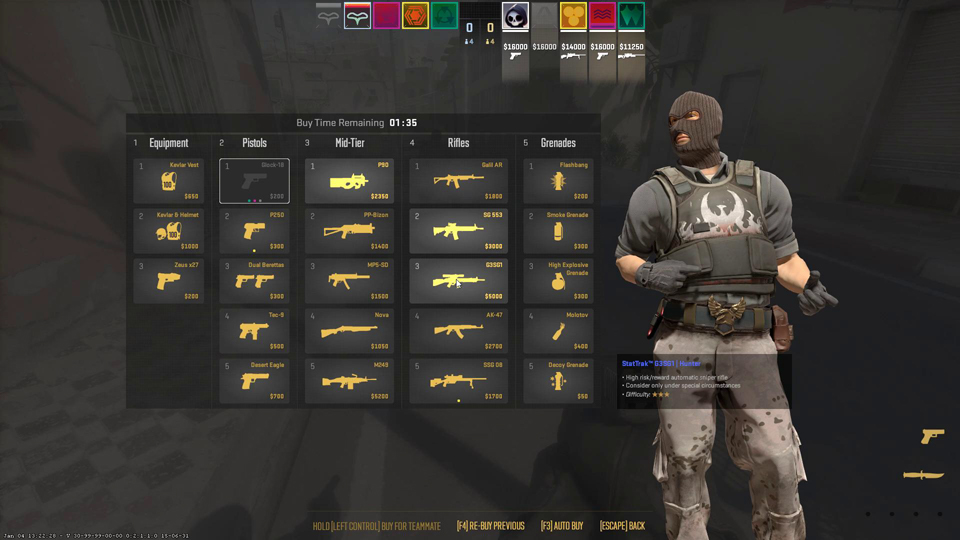 0 0
4 4
$16000 $16000 $14000 $16000 $11250
Buy Time Remaining 01:35
1 Equipment 2 Pistols 3 Mid-Tier 4 Rifles 5 Grenades
1 Kevlar Vest
100
$650
2 Kevlar & Helmet
100
$1000
3 Zeus x27
$200
1 Glock-18
$200
2 P250
$300
3 Dual Berettas
$300
4 Tec-9
$500
5 Desert Eagle
$700
1 P90
$2350
2 PP-Bizon
$1400
3 MP5-SD
$1500
4 Nova
$1050
5 M249
$5200
1 Galil AR
$1800
2 SG 553
$3000
3 G3SG1
$5000
4 AK-47
$2700
5 SSG 08
$1700
1 Flashbang
$200
2 Smoke Grenade
$300
3 High Explosive
Grenade
$300
4 Molotov
$400
5 Decoy Grenade
$50
StatTrak™ G3SG1 | Hunter
• High risk/reward automatic sniper rifle
• Consider only under special circumstances
• Difficulty: ★★★
HOLD [LEFT CONTROL] BUY FOR TEAMMATE [F4] RE-BUY PREVIOUS [F3] AUTO BUY [ESCAPE] BACK